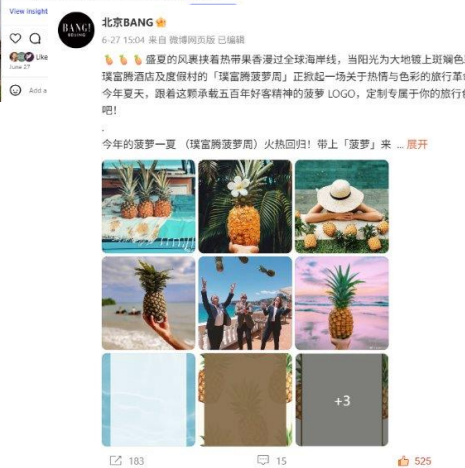 View Insight
Like
June 27
Add a
BANG!
BEIJING
北京BANG
6-27 15:04 来自 微博网页版 已编辑
🍍🍍🍍盛夏的风裹挟着热带果香漫过全球海岸线，当阳光为大地镀上斑斓色
璞富腾酒店及度假村的「璞富腾菠萝周」正掀起一场关于热情与色彩的旅行革
今年夏天，跟着这颗承载五百年好客精神的菠萝 LOGO，定制专属于你的旅行
吧！
.
今年的菠萝一夏 （璞富腾菠萝周）火热回归！带上「菠萝」来 ... 展开
+3
183
15
525